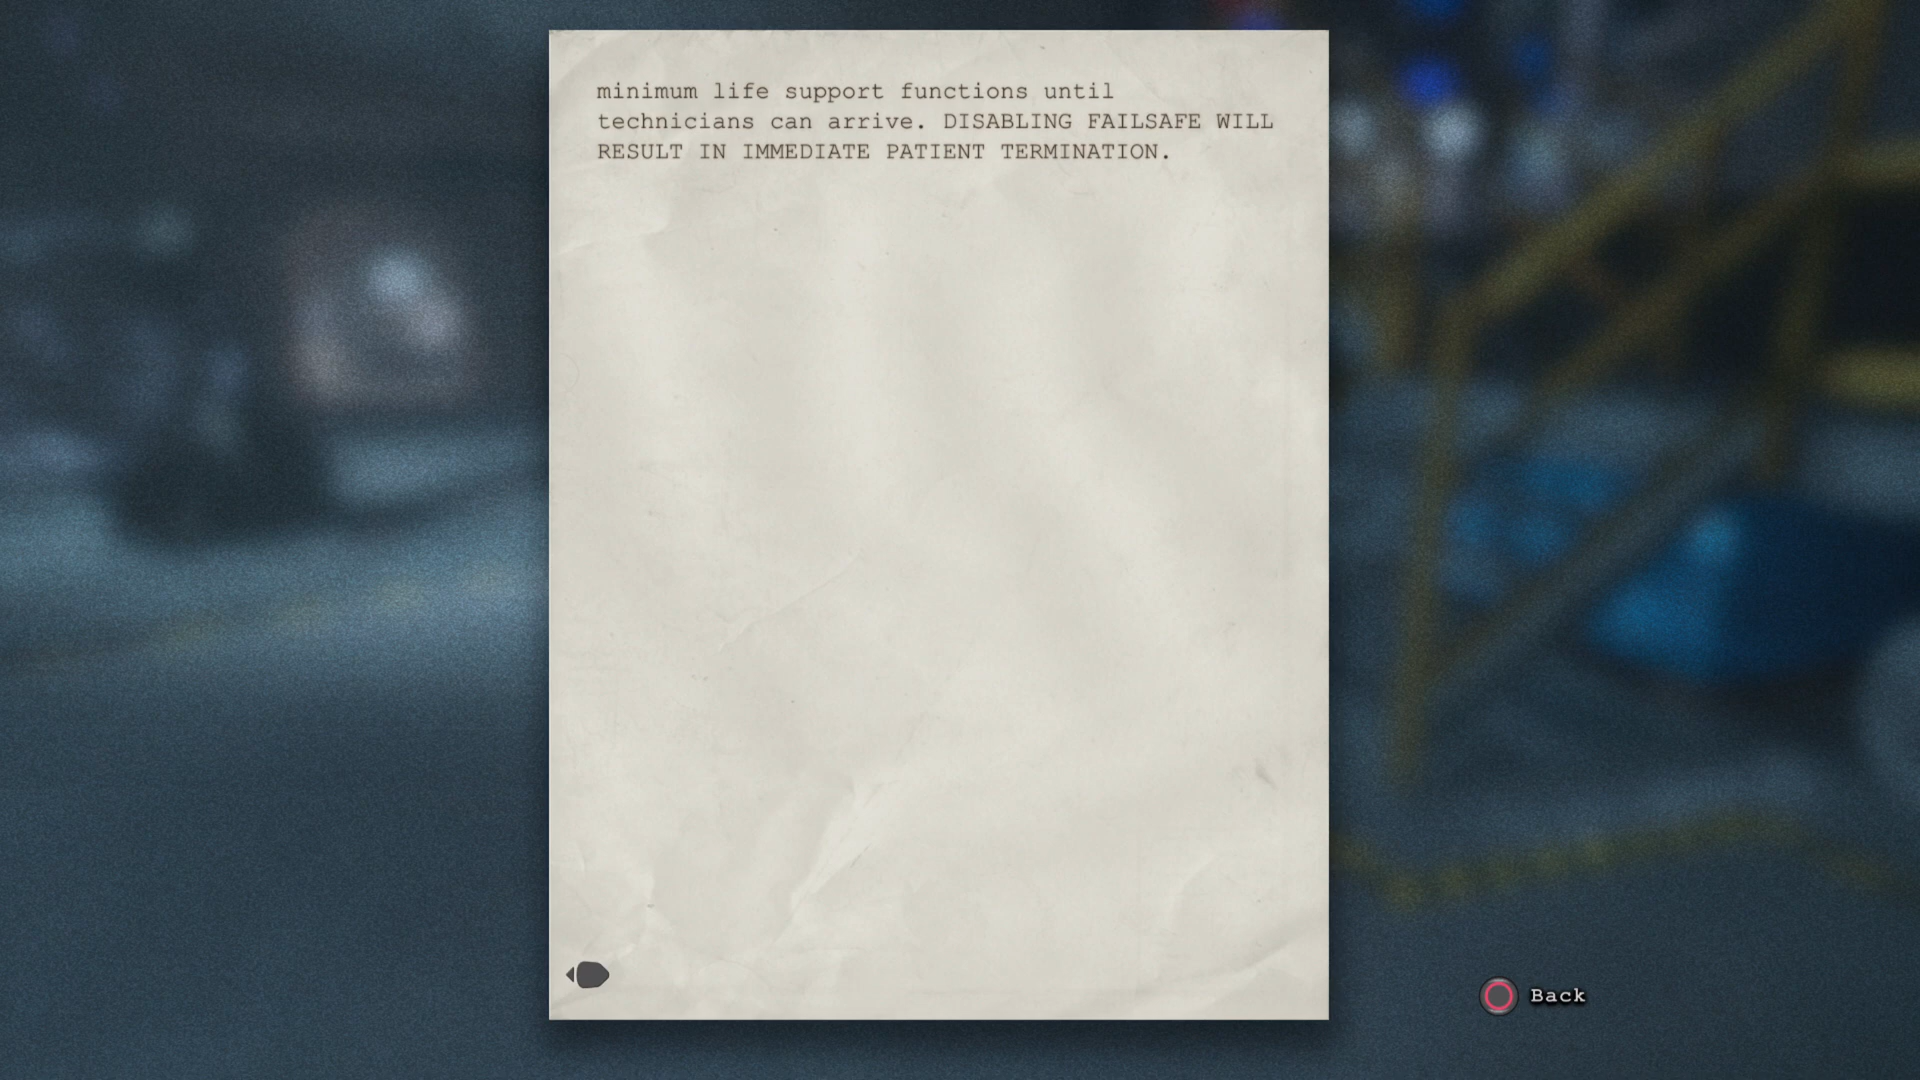 minimum life support functions until
technicians can arrive. DISABLING FAILSAFE WILL
RESULT IN IMMEDIATE PATIENT TERMINATION.
Back